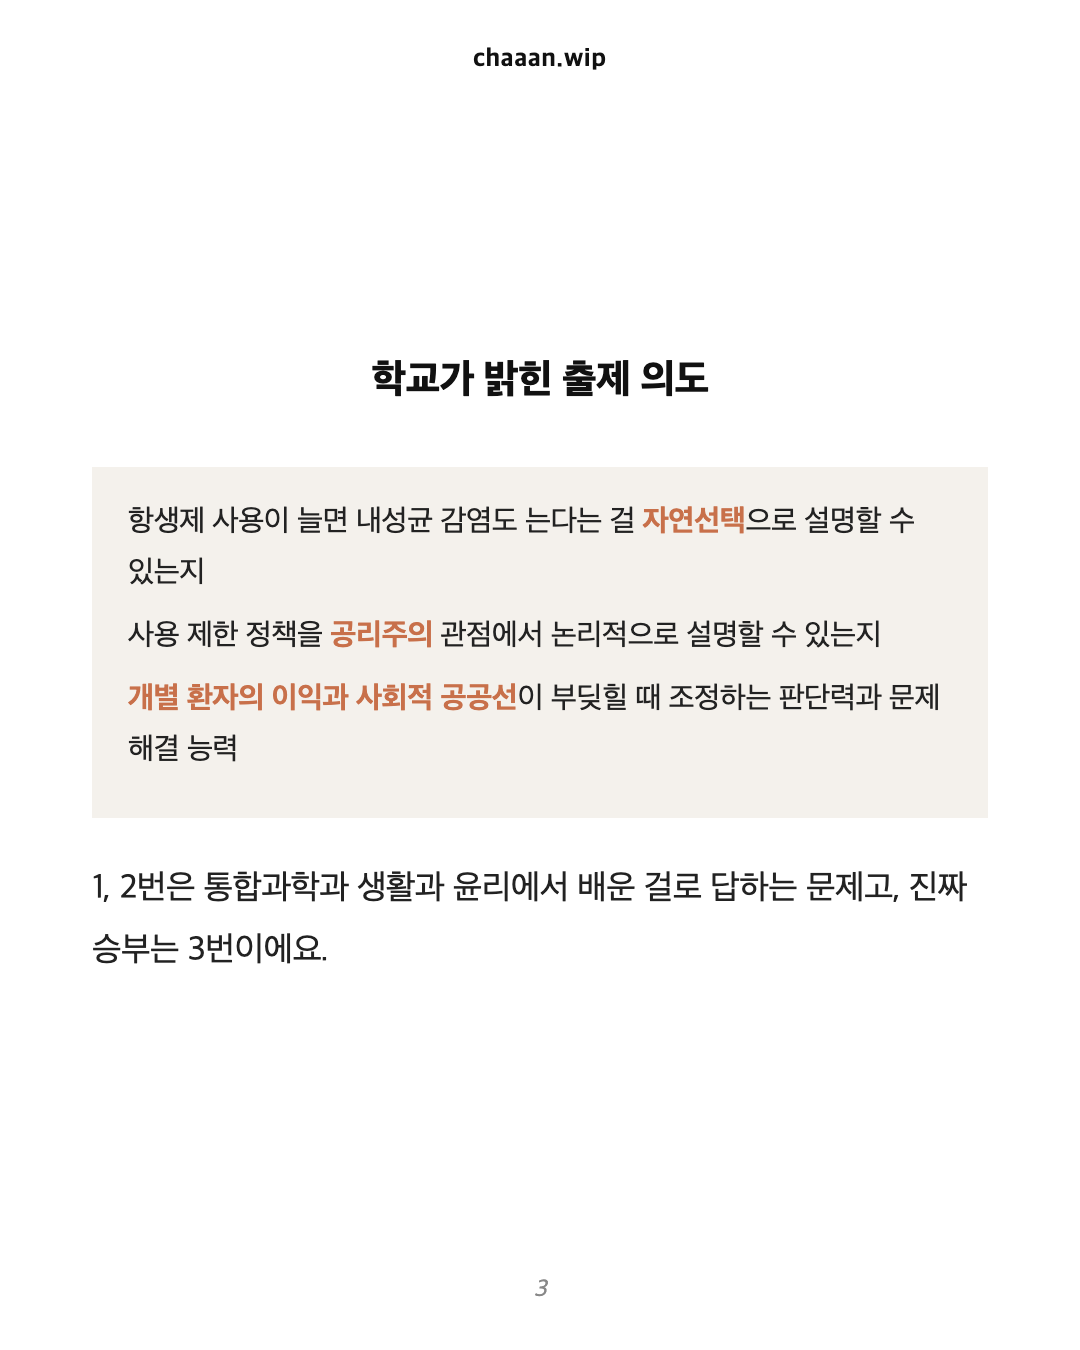 chaaan.wip
학교가 밝힌 출제 의도
항생제 사용이 늘면 내성균 감염도 는다는 걸 자연선택으로 설명할 수
있는지
사용 제한 정책을 공리주의 관점에서 논리적으로 설명할 수 있는지
개별 환자의 이익과 사회적 공공선이 부딪힐 때 조정하는 판단력과 문제
해결 능력
1, 2번은 통합과학과 생활과 윤리에서 배운 걸로 답하는 문제고, 진짜
승부는 3번이에요.
3